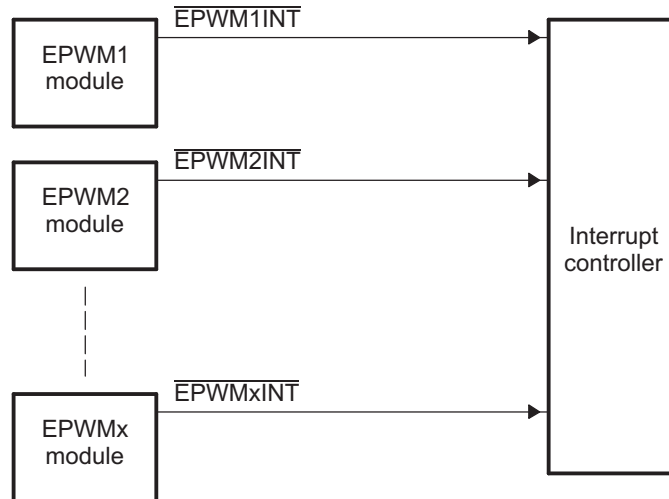 EPWM1INT
EPWM1
module
EPWM2INT
EPWM2
module
Interrupt
controller
EPWMxINT
EPWMx
module